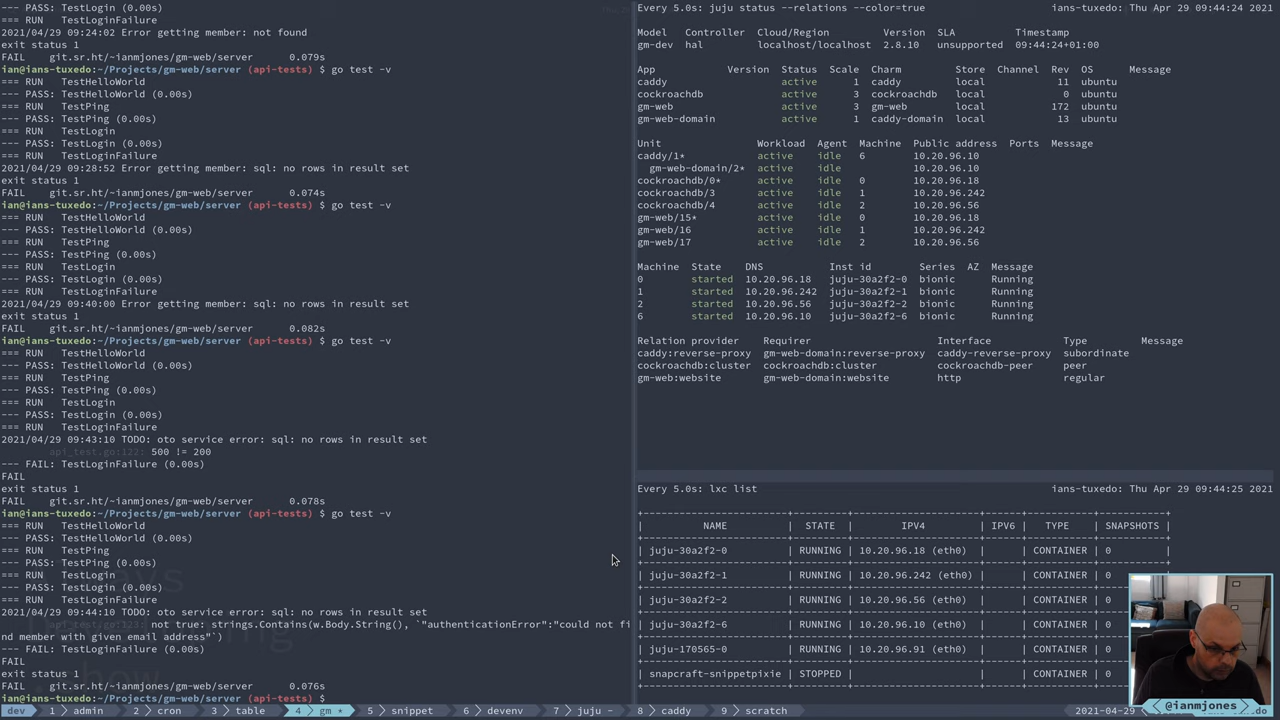 --- PASS: TestLogin (0.00s)
=== RUN   TestLoginFailure
2021/04/29 09:24:02 Error getting member: not found
exit status 1
FAIL    git.sr.ht/~ianmjones/gm-web/server      0.079s
ian@ians-tuxedo:~/Projects/gm-web/server (api-tests) $ go test -v
=== RUN   TestHelloWorld
--- PASS: TestHelloWorld (0.00s)
=== RUN   TestPing
--- PASS: TestPing (0.00s)
=== RUN   TestLogin
--- PASS: TestLogin (0.00s)
=== RUN   TestLoginFailure
2021/04/29 09:28:52 Error getting member: sql: no rows in result set
exit status 1
FAIL    git.sr.ht/~ianmjones/gm-web/server      0.074s
ian@ians-tuxedo:~/Projects/gm-web/server (api-tests) $ go test -v
=== RUN   TestHelloWorld
--- PASS: TestHelloWorld (0.00s)
=== RUN   TestPing
--- PASS: TestPing (0.00s)
=== RUN   TestLogin
--- PASS: TestLogin (0.00s)
=== RUN   TestLoginFailure
2021/04/29 09:40:00 Error getting member: sql: no rows in result set
exit status 1
FAIL    git.sr.ht/~ianmjones/gm-web/server      0.082s
ian@ians-tuxedo:~/Projects/gm-web/server (api-tests) $ go test -v
=== RUN   TestHelloWorld
--- PASS: TestHelloWorld (0.00s)
=== RUN   TestPing
--- PASS: TestPing (0.00s)
=== RUN   TestLogin
--- PASS: TestLogin (0.00s)
=== RUN   TestLoginFailure
2021/04/29 09:43:10 TODO: oto service error: sql: no rows in result set
api_test.go:122: 500 != 200
--- FAIL: TestLoginFailure (0.00s)
FAIL
exit status 1
FAIL    git.sr.ht/~ianmjones/gm-web/server      0.078s
ian@ians-tuxedo:~/Projects/gm-web/server (api-tests) $ go test -v
=== RUN   TestHelloWorld
--- PASS: TestHelloWorld (0.00s)
=== RUN   TestPing
--- PASS: TestPing (0.00s)
=== RUN   TestLogin
--- PASS: TestLogin (0.00s)
=== RUN   TestLoginFailure
2021/04/29 09:44:10 TODO: oto service error: sql: no rows in result set
api_test.go:123: not true: strings.Contains(w.Body.String(), `"authenticationError":"could not fi
nd member with given email address"`)
--- FAIL: TestLoginFailure (0.00s)
FAIL
exit status 1
FAIL    git.sr.ht/~ianmjones/gm-web/server      0.076s
ian@ians-tuxedo:~/Projects/gm-web/server (api-tests) $
Every 5.0s: juju status --relations --color=true    ians-tuxedo: Thu Apr 29 09:44:24 2021
Model   Controller  Cloud/Region         Version  SLA          Timestamp
gm-dev  hal         localhost/localhost  2.8.10   unsupported  09:44:24+01:00
App            Version  Status  Scale  Charm         Store  Channel  Rev  OS      Message
caddy                   active      1  caddy         local            11  ubuntu
cockroachdb             active      3  cockroachdb   local             0  ubuntu
gm-web                  active      3  gm-web        local           172  ubuntu
gm-web-domain           active      1  caddy-domain  local            13  ubuntu
Unit                Workload  Agent  Machine  Public address  Ports  Message
caddy/1*            active    idle   6        10.20.96.10
gm-web-domain/2*  active    idle            10.20.96.10
cockroachdb/0*      active    idle   0        10.20.96.18
cockroachdb/3       active    idle   1        10.20.96.242
cockroachdb/4       active    idle   2        10.20.96.56
gm-web/15*          active    idle   0        10.20.96.18
gm-web/16           active    idle   1        10.20.96.242
gm-web/17           active    idle   2        10.20.96.56
Machine  State    DNS           Inst id        Series  AZ  Message
0        started  10.20.96.18   juju-30a2f2-0  bionic      Running
1        started  10.20.96.242  juju-30a2f2-1  bionic      Running
2        started  10.20.96.56   juju-30a2f2-2  bionic      Running
6        started  10.20.96.10   juju-30a2f2-6  bionic      Running
Relation provider    Requirer                     Interface            Type         Message
caddy:reverse-proxy  gm-web-domain:reverse-proxy  caddy-reverse-proxy  subordinate
cockroachdb:cluster  cockroachdb:cluster          cockroachdb-peer     peer
gm-web:website       gm-web-domain:website        http                 regular
Every 5.0s: lxc list    ians-tuxedo: Thu Apr 29 09:44:25 2021
| NAME | STATE | IPV4 | IPV6 | TYPE | SNAPSHOTS |
| juju-30a2f2-0 | RUNNING | 10.20.96.18 (eth0) | | CONTAINER | 0 |
| juju-30a2f2-1 | RUNNING | 10.20.96.242 (eth0) | | CONTAINER | 0
| juju-30a2f2-2 | RUNNING | 10.20.96.56 (eth0) | | CONTAINER | 0
| juju-30a2f2-6 | RUNNING | 10.20.96.10 (eth0) | | CONTAINER | 0
| juju-170565-0 | RUNNING | 10.20.96.91 (eth0) | | CONTAINER | 0
| snapcraft-snippetpixie | STOPPED | | | CONTAINER | 0
dev  1  admin  2  cron  3  table  4  gm *  5  snippet  6  devenv  7  juju -  8  caddy  9  scratch  2021-04-29
@ianmjones